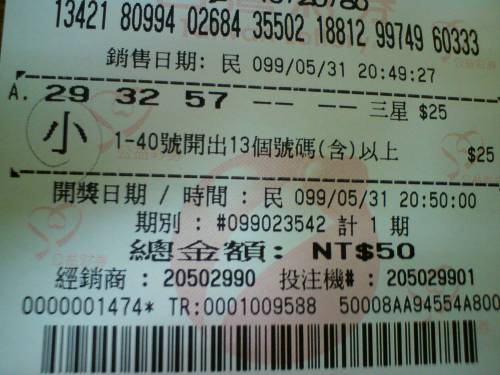 13421 80994 02684 35502 18812 99749 60333
銷售日期: 民 099/05/31 20:49:27
A. 29 32 57 -- -- -- 三星 $25
小 1-40號開出13個號碼(含)以上 $25
開獎日期 / 時間 : 民 099/05/31 20:50:00
期別 : #099023542 計 1 期
總金額: NT$50
經銷商 : 20502990 投注機# : 205029901
0000001474* TR:0001009588 50008AA94554A800